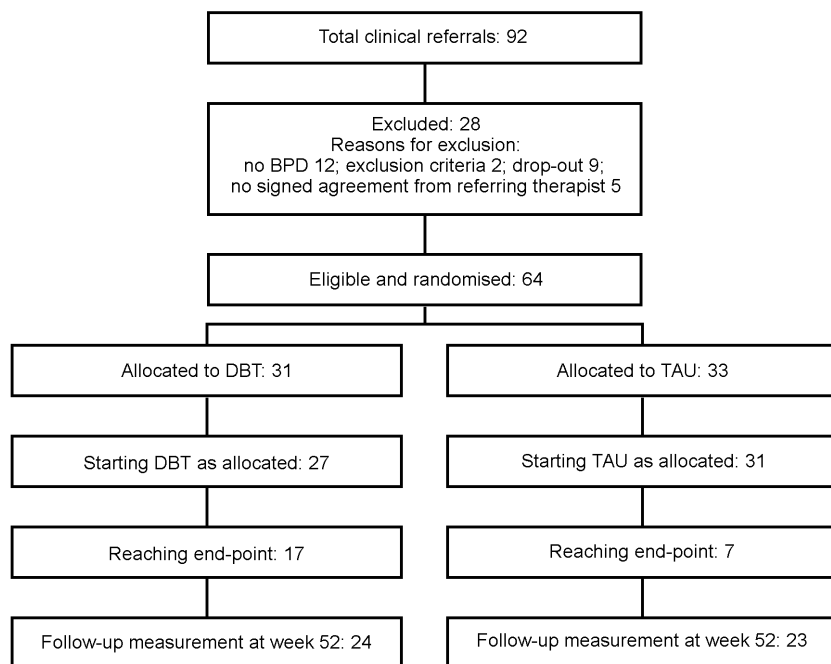 Total clinical referrals: 92
Excluded: 28
Reasons for exclusion:
no BPD 12; exclusion criteria 2; drop-out 9;
no signed agreement from referring therapist 5
Eligible and randomised: 64
Allocated to DBT: 31
Allocated to TAU: 33
Starting DBT as allocated: 27
Starting TAU as allocated: 31
Reaching end-point: 17
Reaching end-point: 7
Follow-up measurement at week 52: 24
Follow-up measurement at week 52: 23